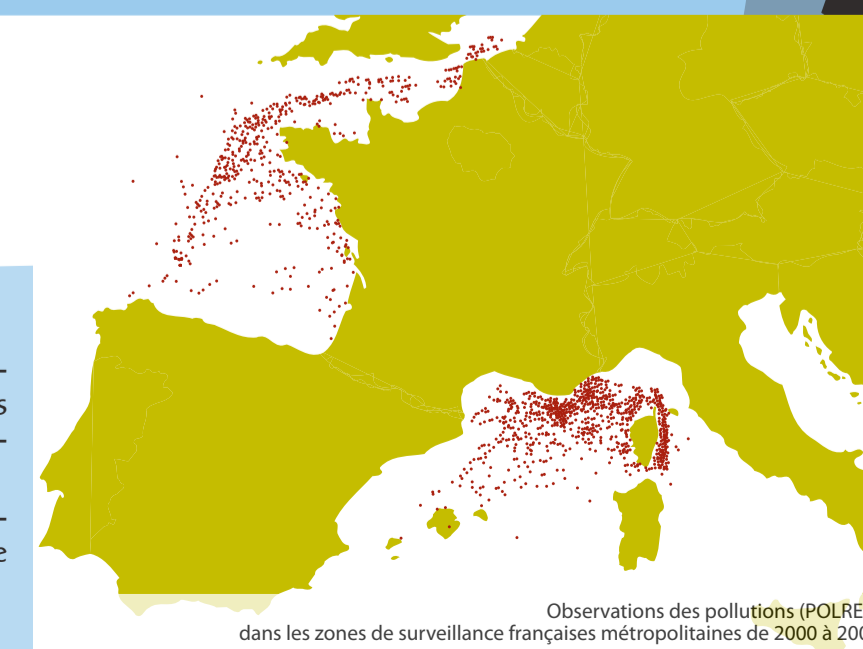 -
s
-
-
e
Observations des pollutions (POLRE
dans les zones de surveillance françaises métropolitaines de 2000 à 200